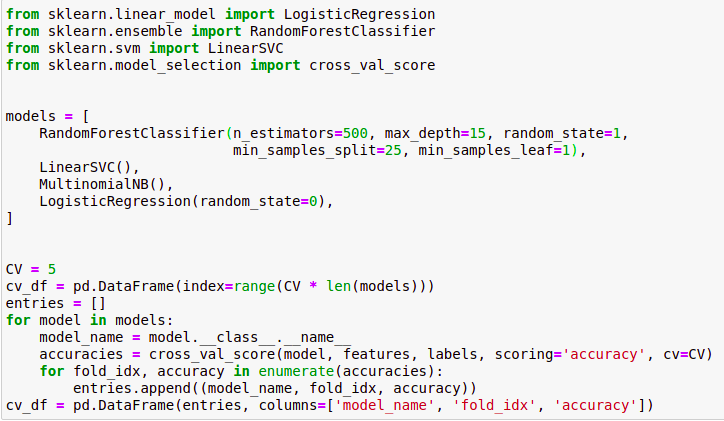 from sklearn.linear_model import LogisticRegression
from sklearn.ensemble import RandomForestClassifier
from sklearn.svm import LinearSVC
from sklearn.model_selection import cross_val_score


models = [
    RandomForestClassifier(n_estimators=500, max_depth=15, random_state=1,
                           min_samples_split=25, min_samples_leaf=1),
    LinearSVC(),
    MultinomialNB(),
    LogisticRegression(random_state=0),
]


CV = 5
cv_df = pd.DataFrame(index=range(CV * len(models)))
entries = []
for model in models:
    model_name = model.__class__.__name__
    accuracies = cross_val_score(model, features, labels, scoring='accuracy', cv=CV)
    for fold_idx, accuracy in enumerate(accuracies):
        entries.append((model_name, fold_idx, accuracy))
cv_df = pd.DataFrame(entries, columns=['model_name', 'fold_idx', 'accuracy'])